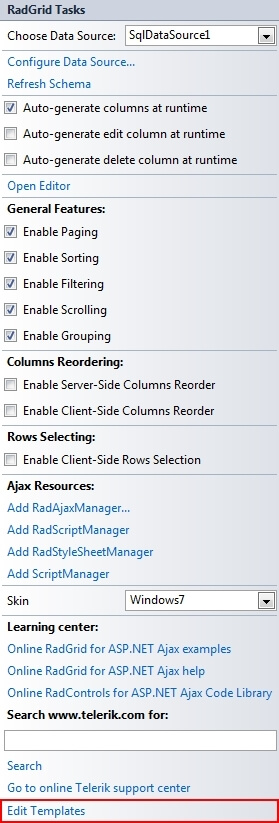 RadGrid Tasks
Choose Data Source: SqlDataSource1
Configure Data Source...
Refresh Schema
Auto-generate columns at runtime
Auto-generate edit column at runtime
Auto-generate delete column at runtime
Open Editor
General Features:
Enable Paging
Enable Sorting
Enable Filtering
Enable Scrolling
Enable Grouping
Columns Reordering:
Enable Server-Side Columns Reorder
Enable Client-Side Columns Reorder
Rows Selecting:
Enable Client-Side Rows Selection
Ajax Resources:
Add RadAjaxManager...
Add RadScriptManager
Add RadStyleSheetManager
Add ScriptManager
Skin Windows7
Learning center:
Online RadGrid for ASP.NET Ajax examples
Online RadGrid for ASP.NET Ajax help
Online RadControls for ASP.NET Ajax Code Library
Search www.telerik.com for:
Search
Go to online Telerik support center
Edit Templates